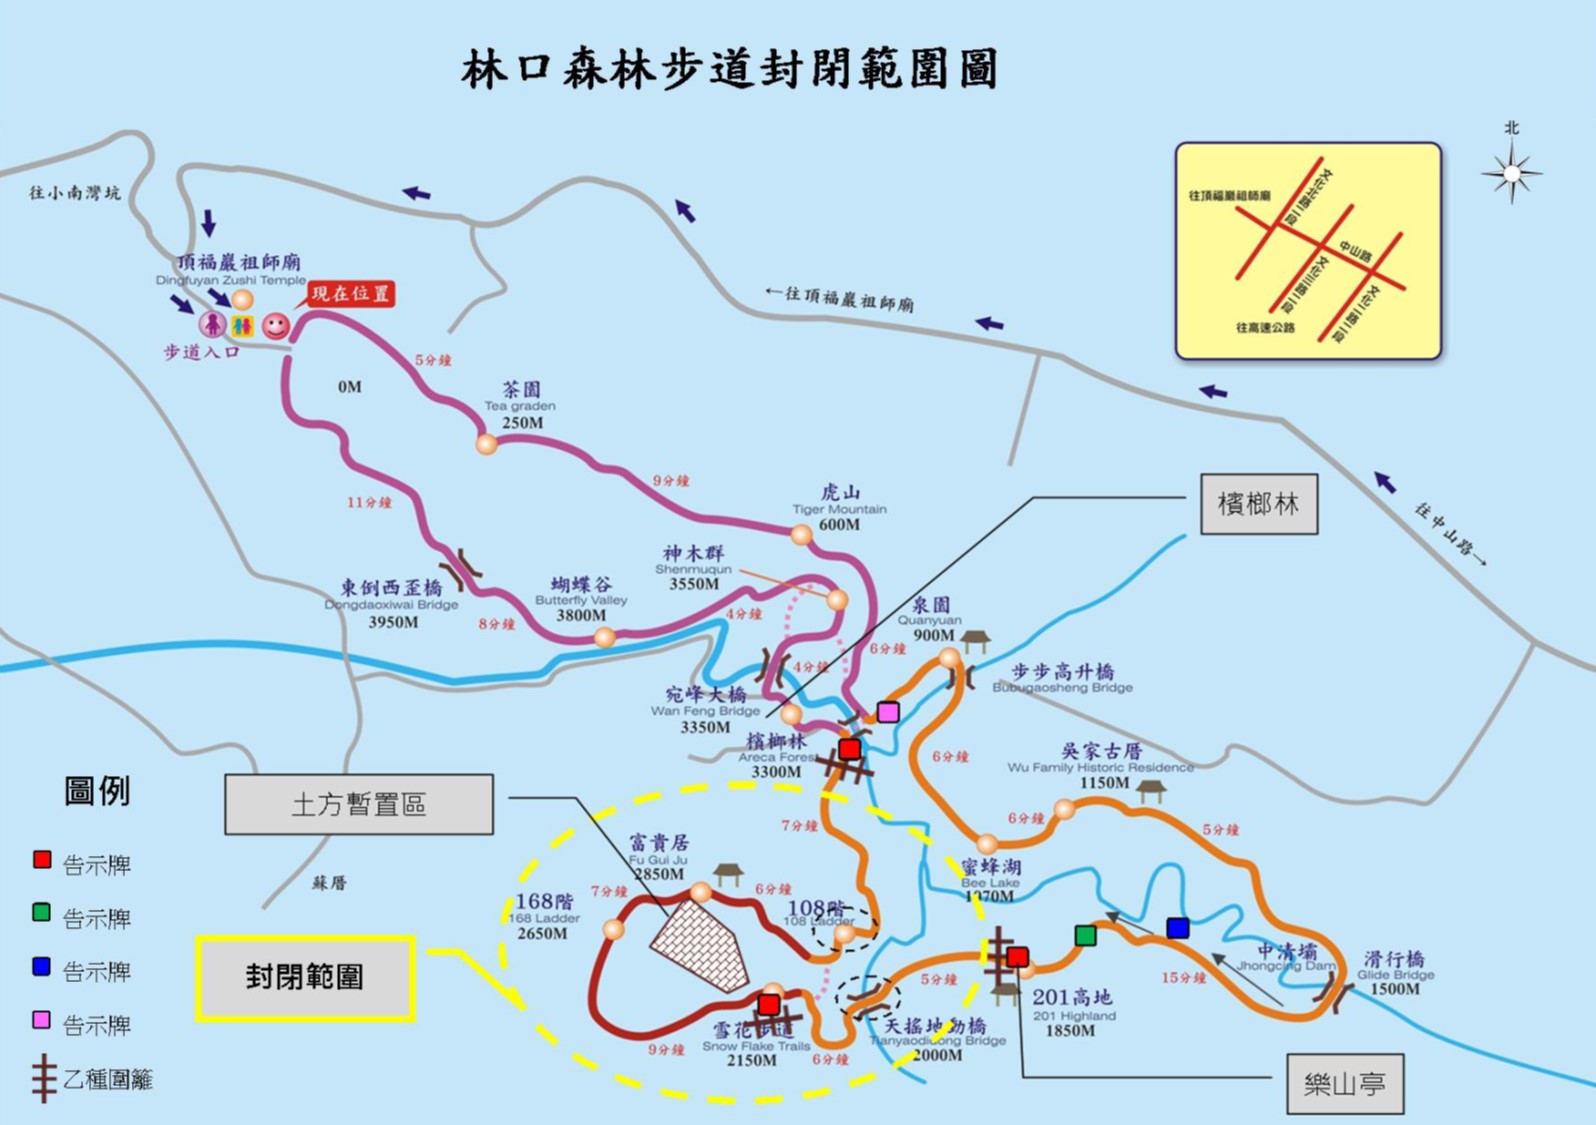 林口森林步道封閉範圍圖
北
往小南灣坑
頂福巖祖師廟
Dingfuyan Zushi Temple
現在位置
步道入口
0M
5分鐘
茶園
Tea graden
250M
9分鐘
←往頂福巖祖師廟
往頂福巖祖師廟
文化北路二段
中山路
文化三路二段
文化二路二段
往高速公路
往中山路→
檳榔林
虎山
Tiger Mountain
600M
11分鐘
神木群
Shenmuqun
3550M
東倒西歪橋
Dongdaoxiwai Bridge
3950M
8分鐘
蝴蝶谷
Butterfly Valley
3800M
4分鐘
4分鐘
6分鐘
泉園
Quanyuan
900M
步步高升橋
Bubugaosheng Bridge
宛峰大橋
Wan Feng Bridge
3350M
檳榔林
Areca Forest
3300M
6分鐘
吳家古厝
Wu Family Historic Residence
1150M
6分鐘
5分鐘
蜜蜂湖
Bee Lake
1070M
土方暫置區
7分鐘
富貴居
Fu Gui Ju
2850M
7分鐘
6分鐘
168階
168 Ladder
2650M
108階
108 Ladder
蘇厝
封閉範圍
5分鐘
201高地
201 Highland
1850M
15分鐘
中清壩
Jhongcing Dam
滑行橋
Glide Bridge
1500M
雪花步道
Snow Flake Trails
2150M
9分鐘
6分鐘
天搖地動橋
Tianyaodidong Bridge
2000M
樂山亭
圖例
告示牌
告示牌
告示牌
告示牌
乙種圍籬